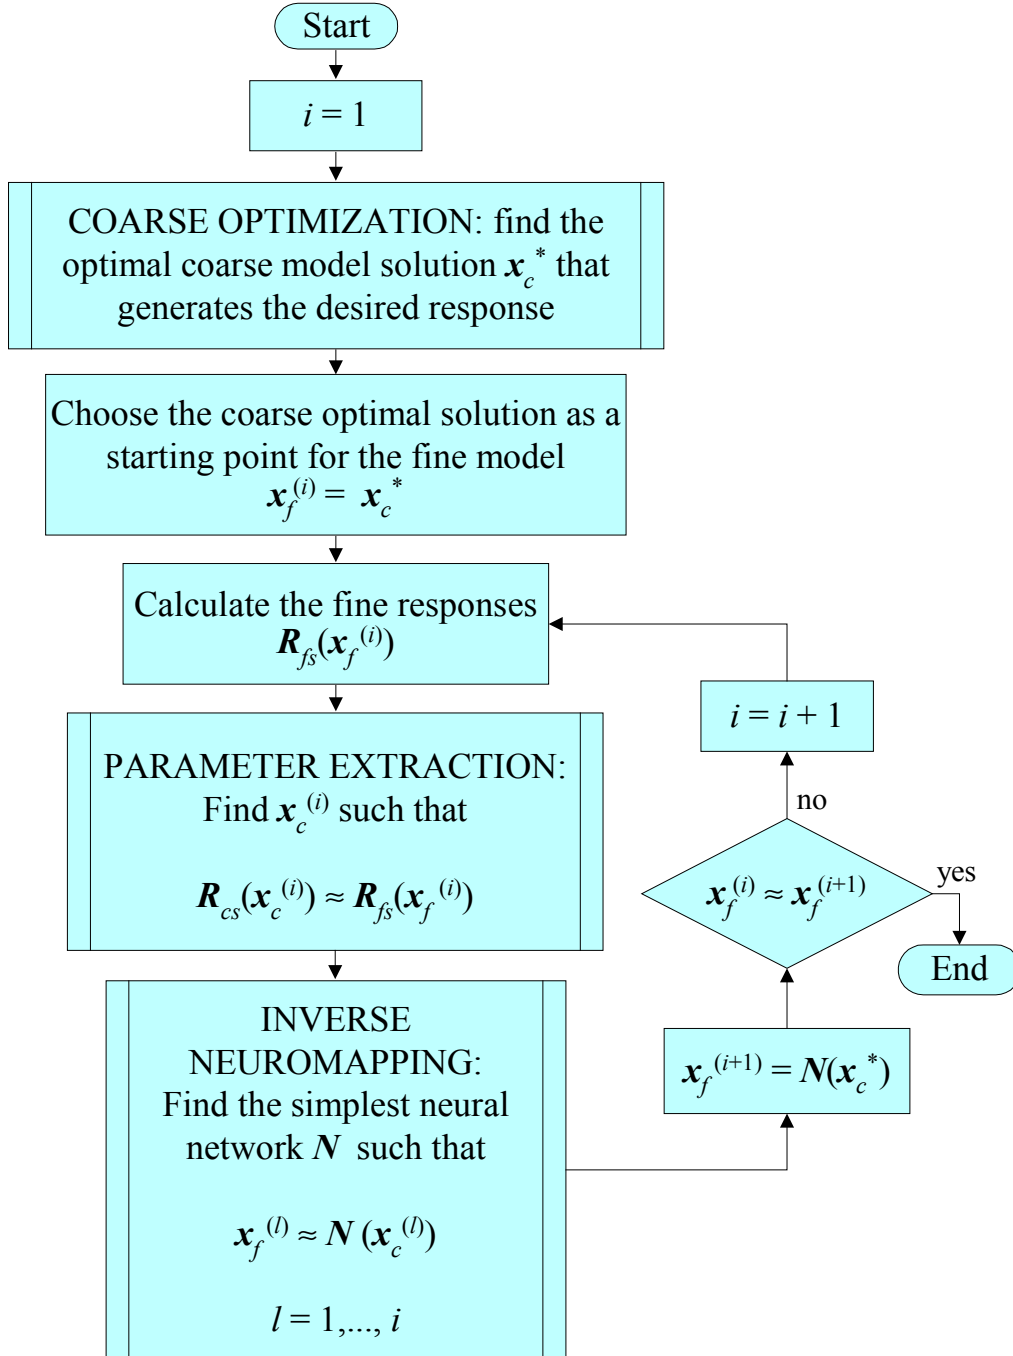 Start
i = 1
COARSE OPTIMIZATION: find the
optimal coarse model solution x_c^* that
generates the desired response
Choose the coarse optimal solution as a
starting point for the fine model
x_f^(i) = x_c^*
Calculate the fine responses
R_fs(x_f^(i))
PARAMETER EXTRACTION:
Find x_c^(i) such that
R_cs(x_c^(i)) ≈ R_fs(x_f^(i))
INVERSE
NEUROMAPPING:
Find the simplest neural
network N such that
x_f^(l) ≈ N (x_c^(l))
l = 1,..., i
x_f^(i+1) = N(x_c^*)
x_f^(i) ≈ x_f^(i+1)
no
yes
i = i + 1
End